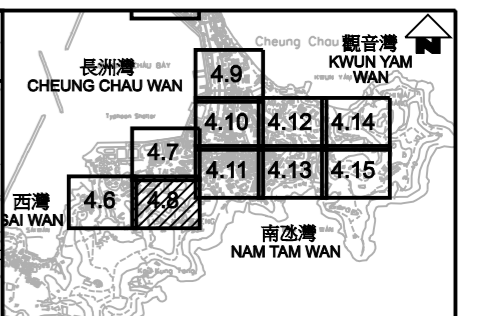 Cheung Chau
觀音灣
KWUN YAM
WAN
長洲灣
CHEUNG CHAU WAN
4.9
Typhoon Shelter
4.10 4.12 4.14
4.7
4.11 4.13 4.15
4.6 4.8
西灣
SAI WAN
南氹灣
NAM TAM WAN
N